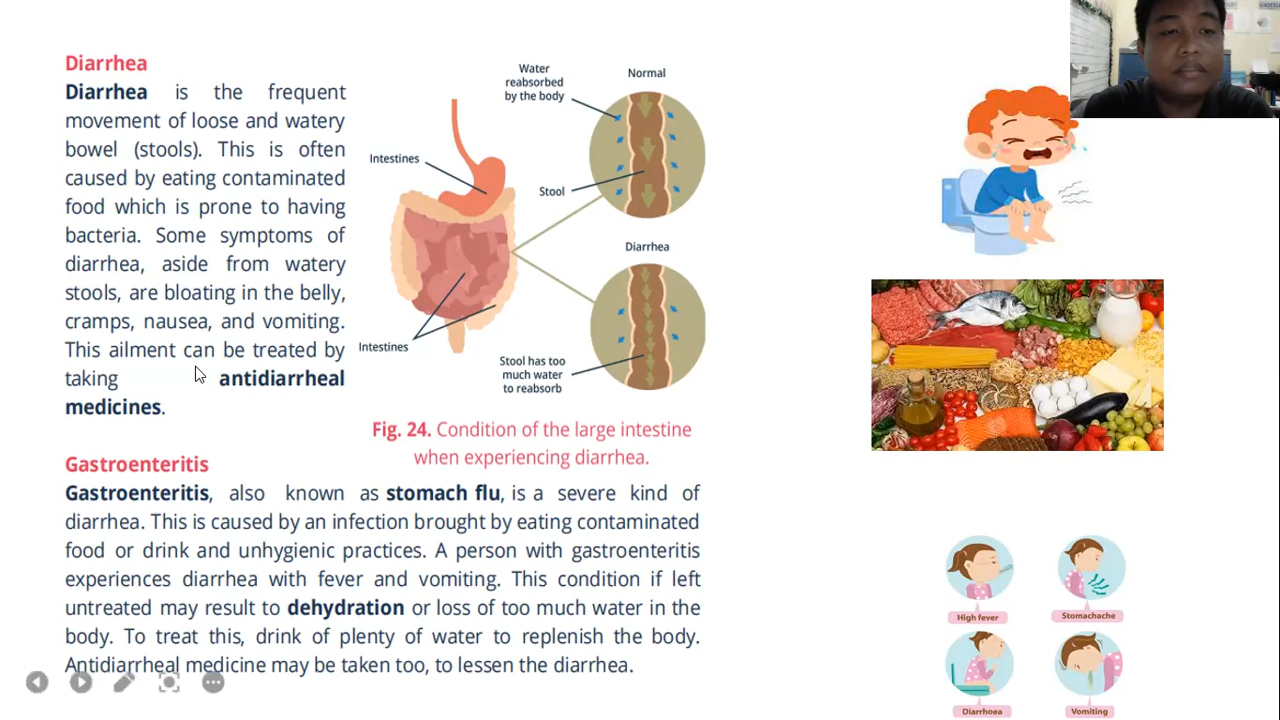 Diarrhea
Diarrhea is the frequent
movement of loose and watery
bowel (stools). This is often
caused by eating contaminated
food which is prone to having
bacteria. Some symptoms of
diarrhea, aside from watery
stools, are bloating in the belly,
cramps, nausea, and vomiting.
This ailment can be treated by
taking antidiarrheal
medicines.
Water
reabsorbed
by the body
Normal
Intestines
Stool
Diarrhea
Intestines
Stool has too
much water
to reabsorb
Fig. 24. Condition of the large intestine
when experiencing diarrhea.
Gastroenteritis
Gastroenteritis, also known as stomach flu, is a severe kind of
diarrhea. This is caused by an infection brought by eating contaminated
food or drink and unhygienic practices. A person with gastroenteritis
experiences diarrhea with fever and vomiting. This condition if left
untreated may result to dehydration or loss of too much water in the
body. To treat this, drink of plenty of water to replenish the body.
Antidiarrheal medicine may be taken too, to lessen the diarrhea.
High fever
Stomachache
Diarrhoea
Vomiting